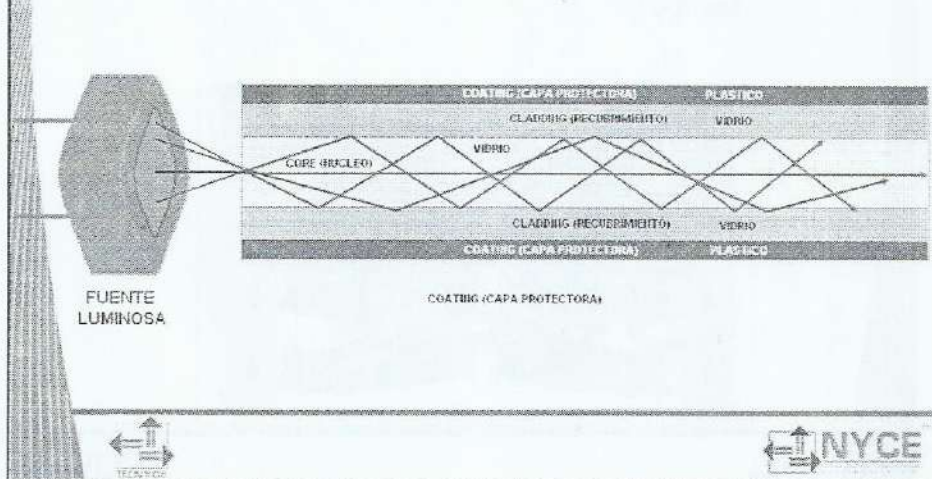 COATING (CAPA PROTECTORA) PLASTICO
CLADDING (RECUBRIMIENTO) VIDRIO
VIDRIO
CORE (NUCLEO)
CLADDING (RECUBRIMIENTO) VIDRIO
COATING (CAPA PROTECTORA) PLASTICO
FUENTE
LUMINOSA
COATING (CAPA PROTECTORA)
NYCE